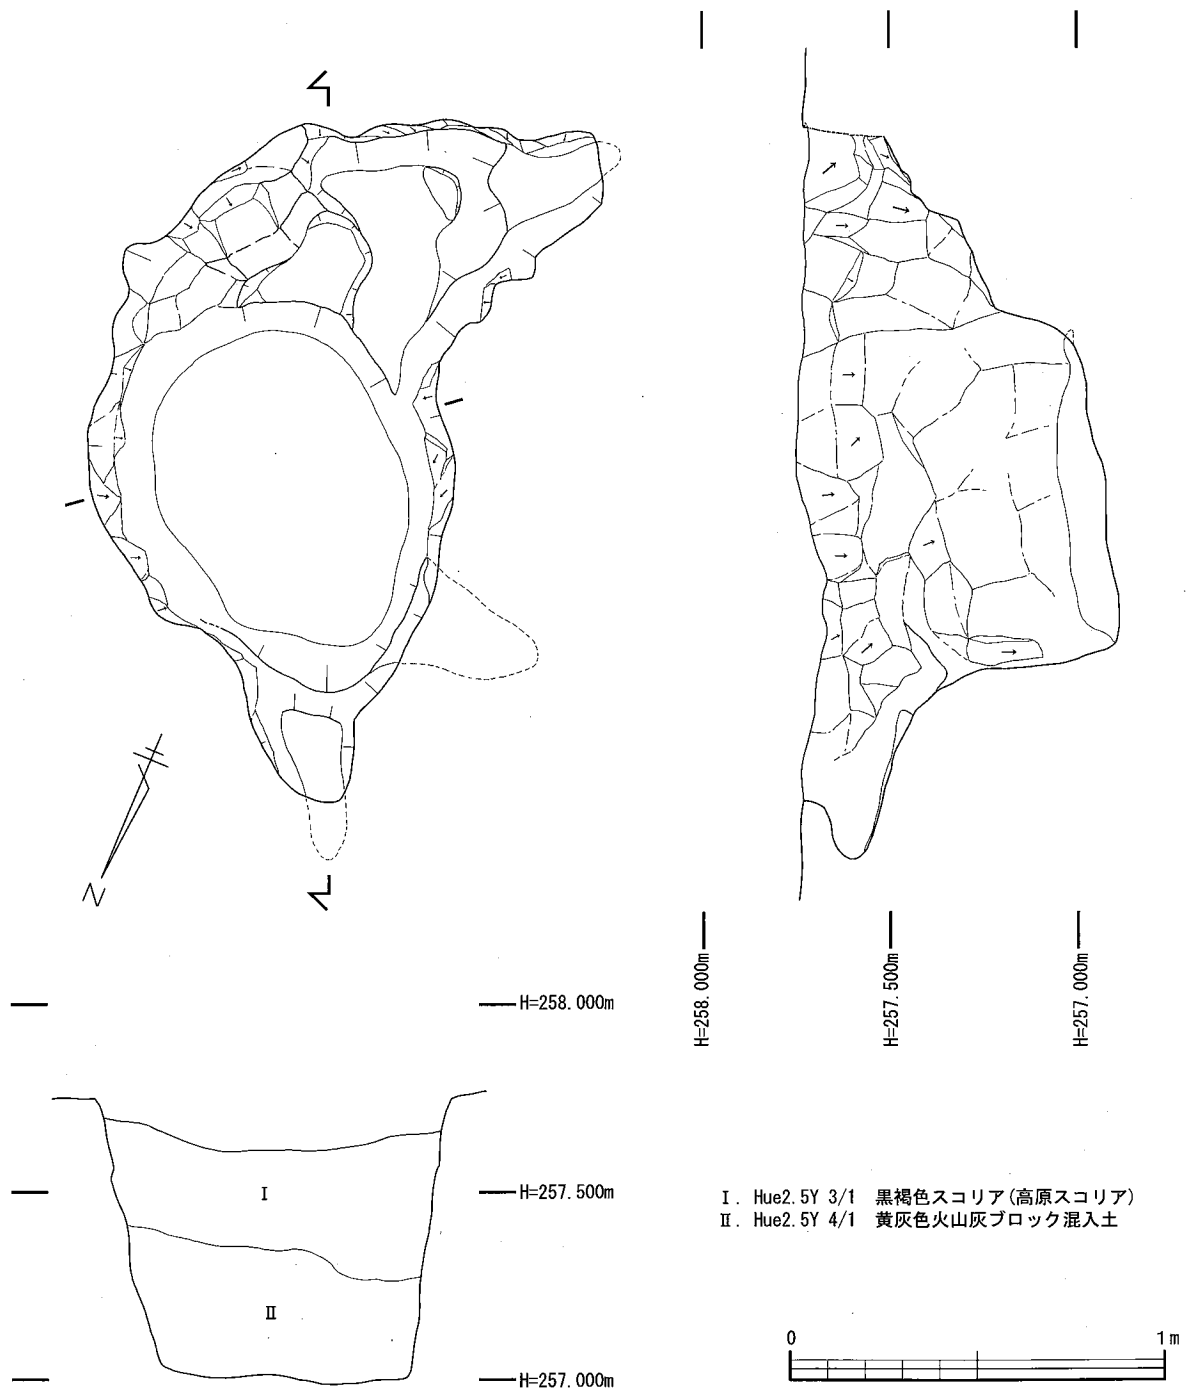 N
H=258.000m
H=257.500m
H=257.000m
H=258.000m
I
H=257.500m
II
H=257.000m
Ⅰ. Hue2.5Y 3/1 黒褐色スコリア(高原スコリア)
Ⅱ. Hue2.5Y 4/1 黄灰色火山灰ブロック混入土
0 1m